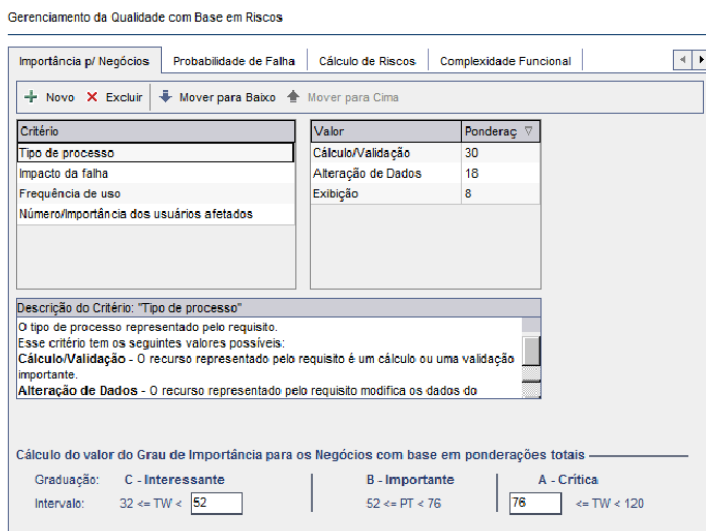 Gerenciamento da Qualidade com Base em Riscos
Importância p/ Negócios Probabilidade de Falha Cálculo de Riscos Complexidade Funcional
Novo Excluir Mover para Baixo Mover para Cima
Critério Valor Ponderaç
Tipo de processo Cálculo/Validação 30
Impacto da falha Alteração de Dados 18
Frequência de uso Exibição 8
Número/Importância dos usuários afetados
Descrição do Critério: "Tipo de processo"
O tipo de processo representado pelo requisito.
Esse critério tem os seguintes valores possíveis:
Cálculo/Validação - O recurso representado pelo requisito é um cálculo ou uma validação
importante.
Alteração de Dados - O recurso representado pelo requisito modifica os dados do
Cálculo do valor do Grau de Importância para os Negócios com base em ponderações totais
Graduação: C - Interessante B - Importante A - Crítica
Intervalo: 32 <= TW < 52 52 <= PT < 76 76 <= TW < 120